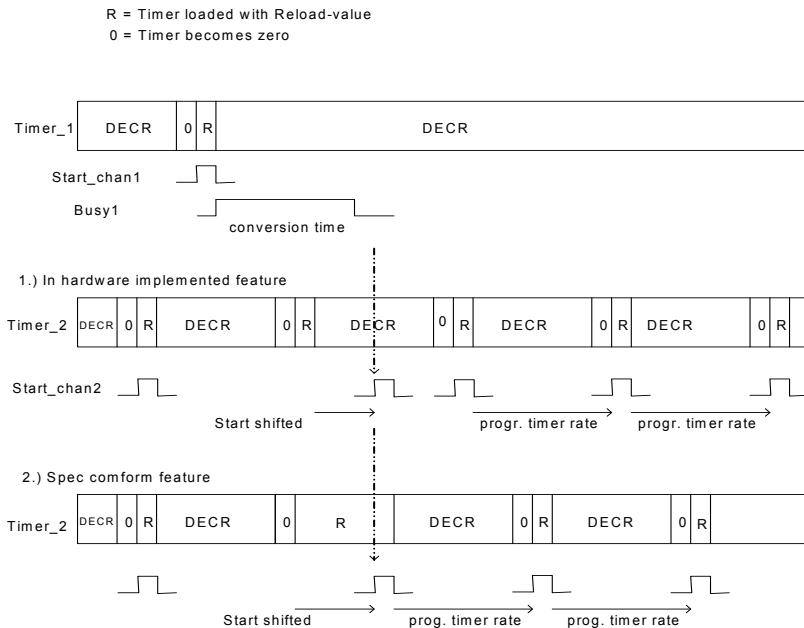 R = Timer loaded with Reload-value
0 = Timer becomes zero
Timer_1 DECR 0 R DECR
Start_chan1
Busy1
conversion time
1.) In hardware implemented feature
Timer_2 DECR 0 R DECR 0 R DECR 0 R DECR 0 R DECR 0 R
Start_chan2
Start shifted progr. timer rate progr. timer rate
2.) Spec comform feature
Timer_2 DECR 0 R DECR 0 R DECR 0 R DECR 0 R
Start shifted prog. timer rate prog. timer rate